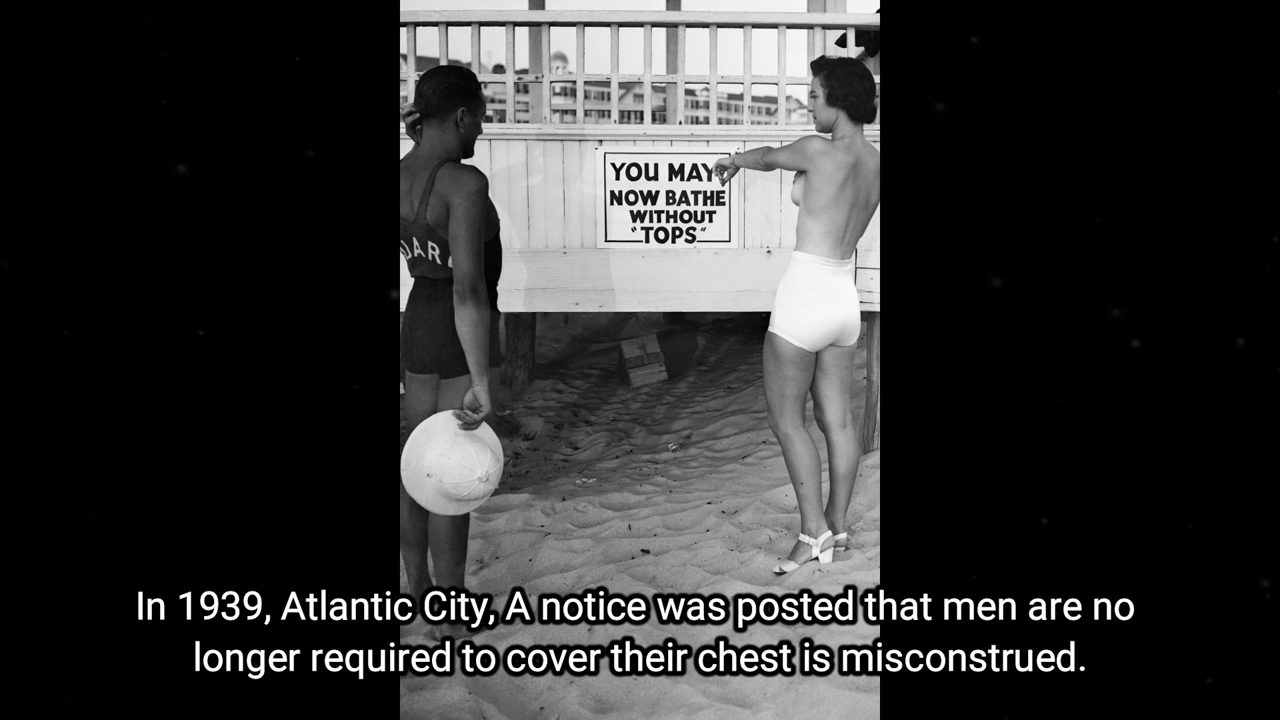 YOU MAY
NOW BATHE
WITHOUT
"TOPS"
In 1939, Atlantic City, A notice was posted that men are no
longer required to cover their chest is misconstrued.